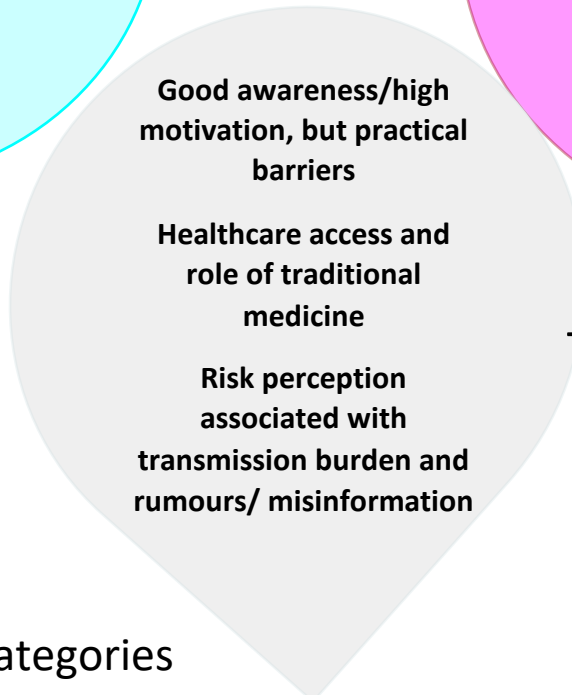 Good awareness/high
motivation, but practical
barriers
Healthcare access and
role of traditional
medicine
Risk perception
associated with
transmission burden and
rumours/ misinformation
ategories